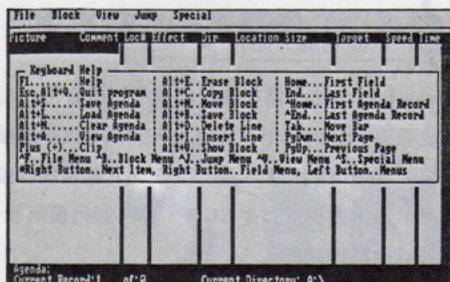 File Block View Jump Special
Picture Comment Loc# Effect Dir Location Size Target Speed Time
Keyboard Help
F1......Help Alt+E..Erase Block Home...First Field
Esc,Alt+Q..Quit program Alt+C..Copy Block End....Last Field
Alt+S......Save Agenda Alt+M..Move Block ^Home..First Agenda Record
Alt+L......Load Agenda Alt+B..Block ^End...Last Agenda Record
Alt+N......Clear Agenda Alt+D..Delete Line Tab....Move Bar
Alt+A......View Agenda Alt+I..Insert Line PgDown..Next Page
Plus (+)....Clip Alt+U..Show Block PgUp...Previous Page
^F..File Menu ^B..Block Menu ^J..Jump Menu ^V..View Menu ^S..Special Menu
*Right Button..Next Item, Right Button..Field Menu, Left Button..Menus
Agenda:
Current Record:1 of:0 Current Directory: A:\